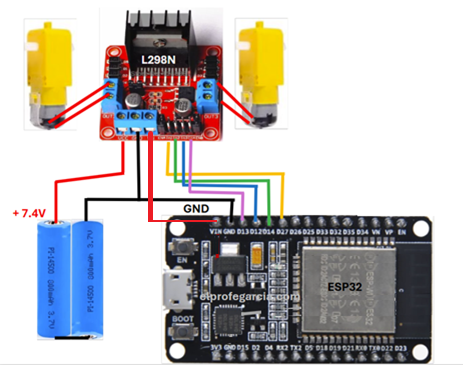 L298N
+ 7.4V
GND
VIN GND D13 D12 D14 D27 D26 D25 D33 D32 D35 D34 VN VP EN
EN
ESP32
elprofegarcia.com
BOOT
3V3 GND D15 D2 D4 RX2 TX2 D5 D18 D19 D21 RX0 TX0 D22 D23